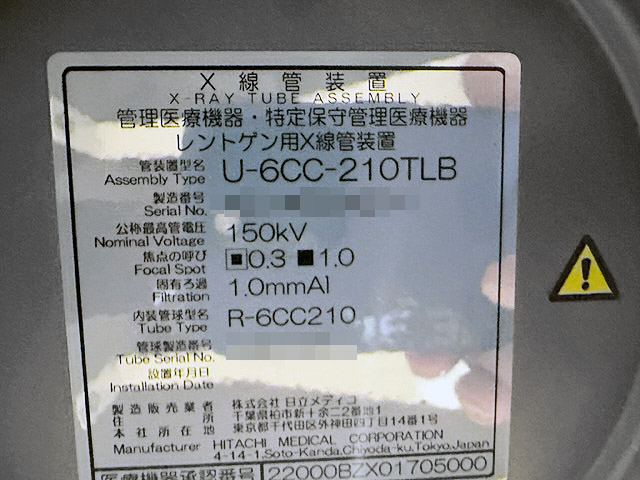 X線管装置
X-RAY TUBE ASSEMBLY
管理医療機器・特定保守管理医療機器
レントゲン用X線管装置
管装置型名 U-6CC-210TLB
Assembly Type
製造番号
Serial No.
公称最高管電圧 150kV
Nominal Voltage
焦点の呼び 0.3 1.0
Focal Spot
固有ろ過 1.0mmAl
Filtration
内装管球型名 R-6CC210
Tube Type
管球製造番号
Tube Serial No.
設置年月日
Installation Date
製造販売業者 株式会社 日立メディコ
住所 千葉県柏市新十余二2番地1
本社所在地 東京都千代田区外神田四丁目14番1号
Manufacturer HITACHI MEDICAL CORPORATION
4-14-1,Soto-Kanda,Chiyoda-ku,Tokyo,Japan
医療機器承認番号 22000BZX01705000